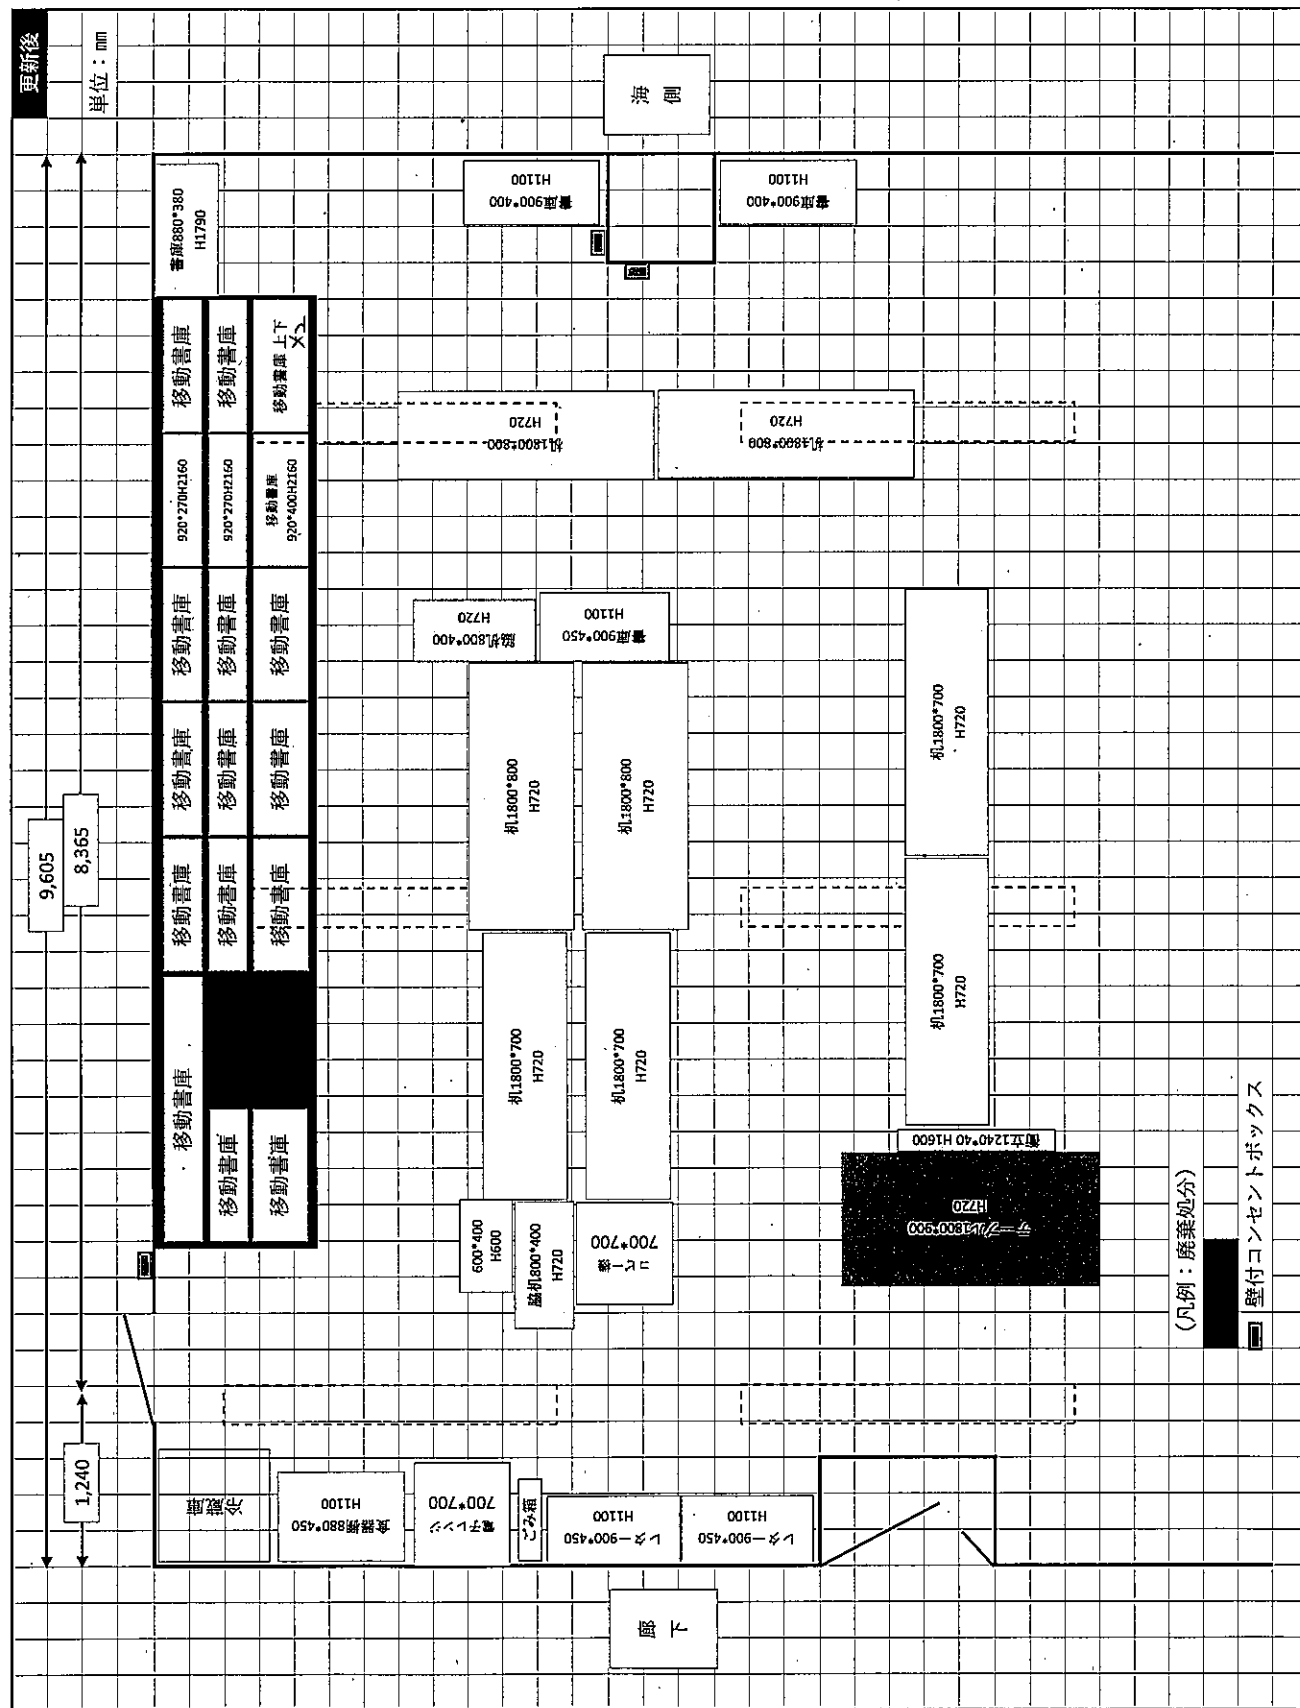 更新後
単位：mm
9,605
8,365
1,240
海側
廊下
書庫880*380
H1790
書庫900*400
H1100
書庫900*400
H1100
移動書庫
移動書庫
移動書庫 上下
×2
920*270H2160
920*270H2160
移動書庫
920*400H2160
移動書庫
移動書庫
移動書庫
移動書庫
移動書庫
移動書庫
移動書庫
移動書庫
移動書庫
移動書庫
移動書庫
移動書庫
机1800*800
H720
机1800*800
H720
脇机800*400
H720
書庫900*450
H1100
机1800*800
H720
机1800*800
H720
机1800*700
H720
机1800*700
H720
机1800*700
H720
机1800*700
H720
衝立1240*40 H1600
テーブル1800*900
H720
600*400
H600
脇机800*400
H720
コピー機
700*700
冷蔵庫
食器棚880*450
H1100
電子レンジ
700*700
ごみ箱
レター900*450
H1100
レター900*450
H1100
（凡例：廃棄処分）
壁付コンセントボックス